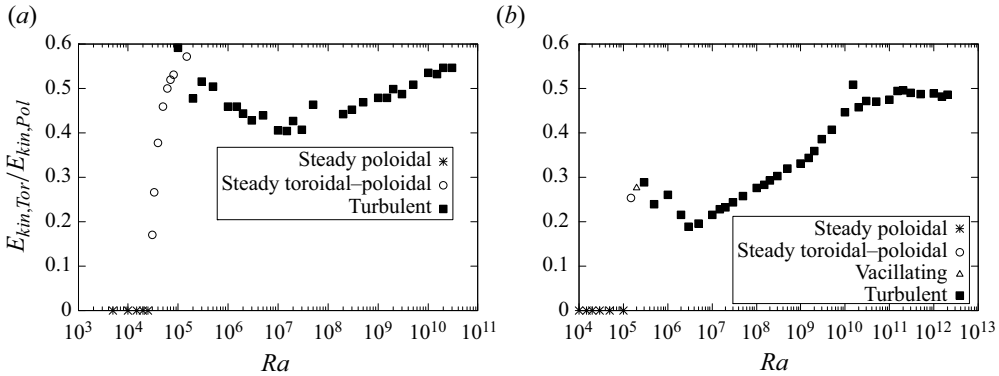 (a)
(b)
E_{kin,Tor}/E_{kin,Pol}
0.6
0.5
0.4
0.3
0.2
0.1
0
Steady poloidal
Steady toroidal–poloidal
Turbulent
10^3 10^4 10^5 10^6 10^7 10^8 10^9 10^10 10^11
Ra
0.6
0.5
0.4
0.3
0.2
0.1
0
Steady poloidal
Steady toroidal–poloidal
Vacillating
Turbulent
10^4 10^5 10^6 10^7 10^8 10^9 10^10 10^11 10^12 10^13
Ra